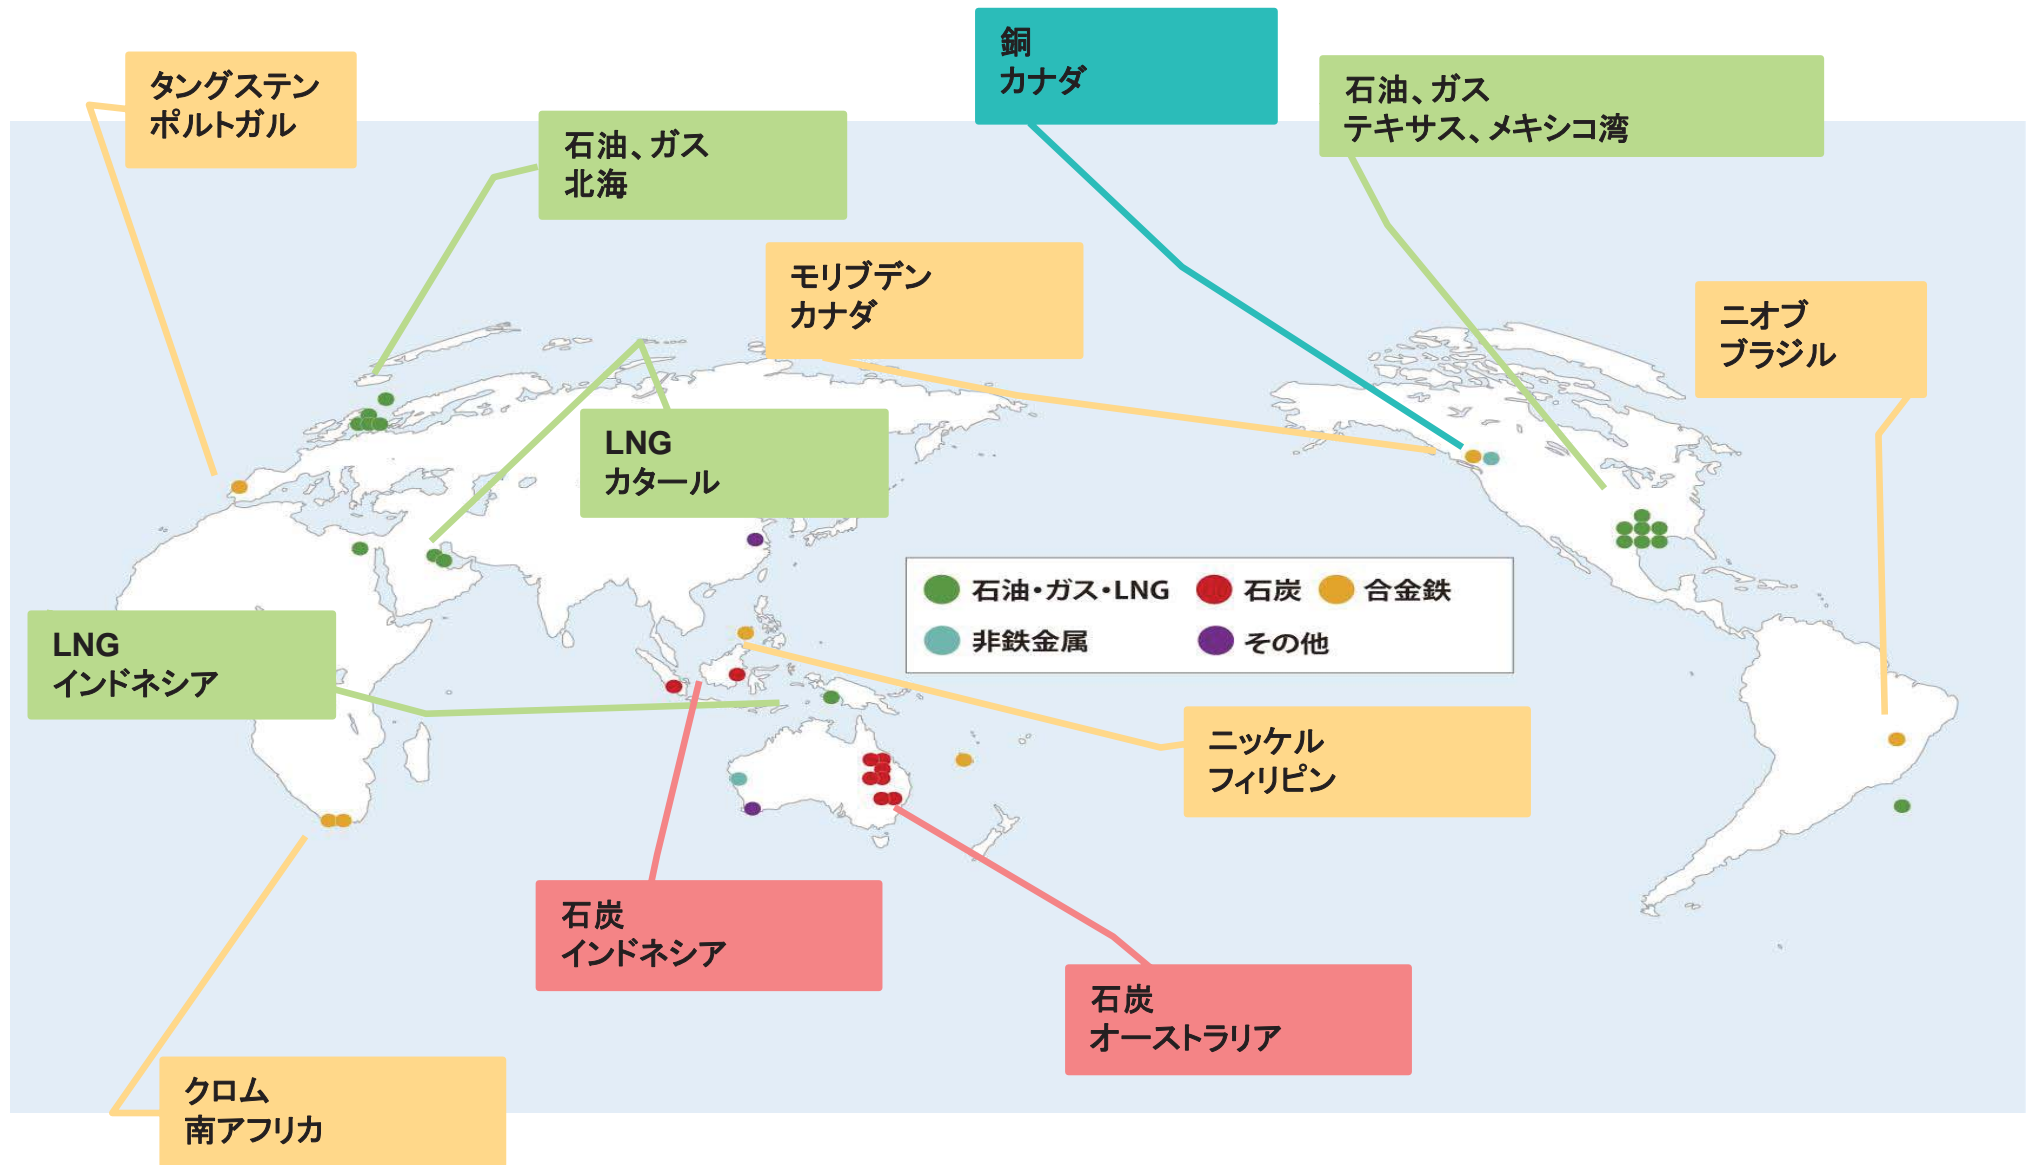 銅
カナダ
タングステン
ポルトガル
石油、ガス
テキサス、メキシコ湾
石油、ガス
北海
モリブデン
カナダ
ニオブ
ブラジル
LNG
カタール
石油・ガス・LNG
石炭
合金鉄
非鉄金属
その他
LNG
インドネシア
ニッケル
フィリピン
石炭
インドネシア
石炭
オーストラリア
クロム
南アフリカ